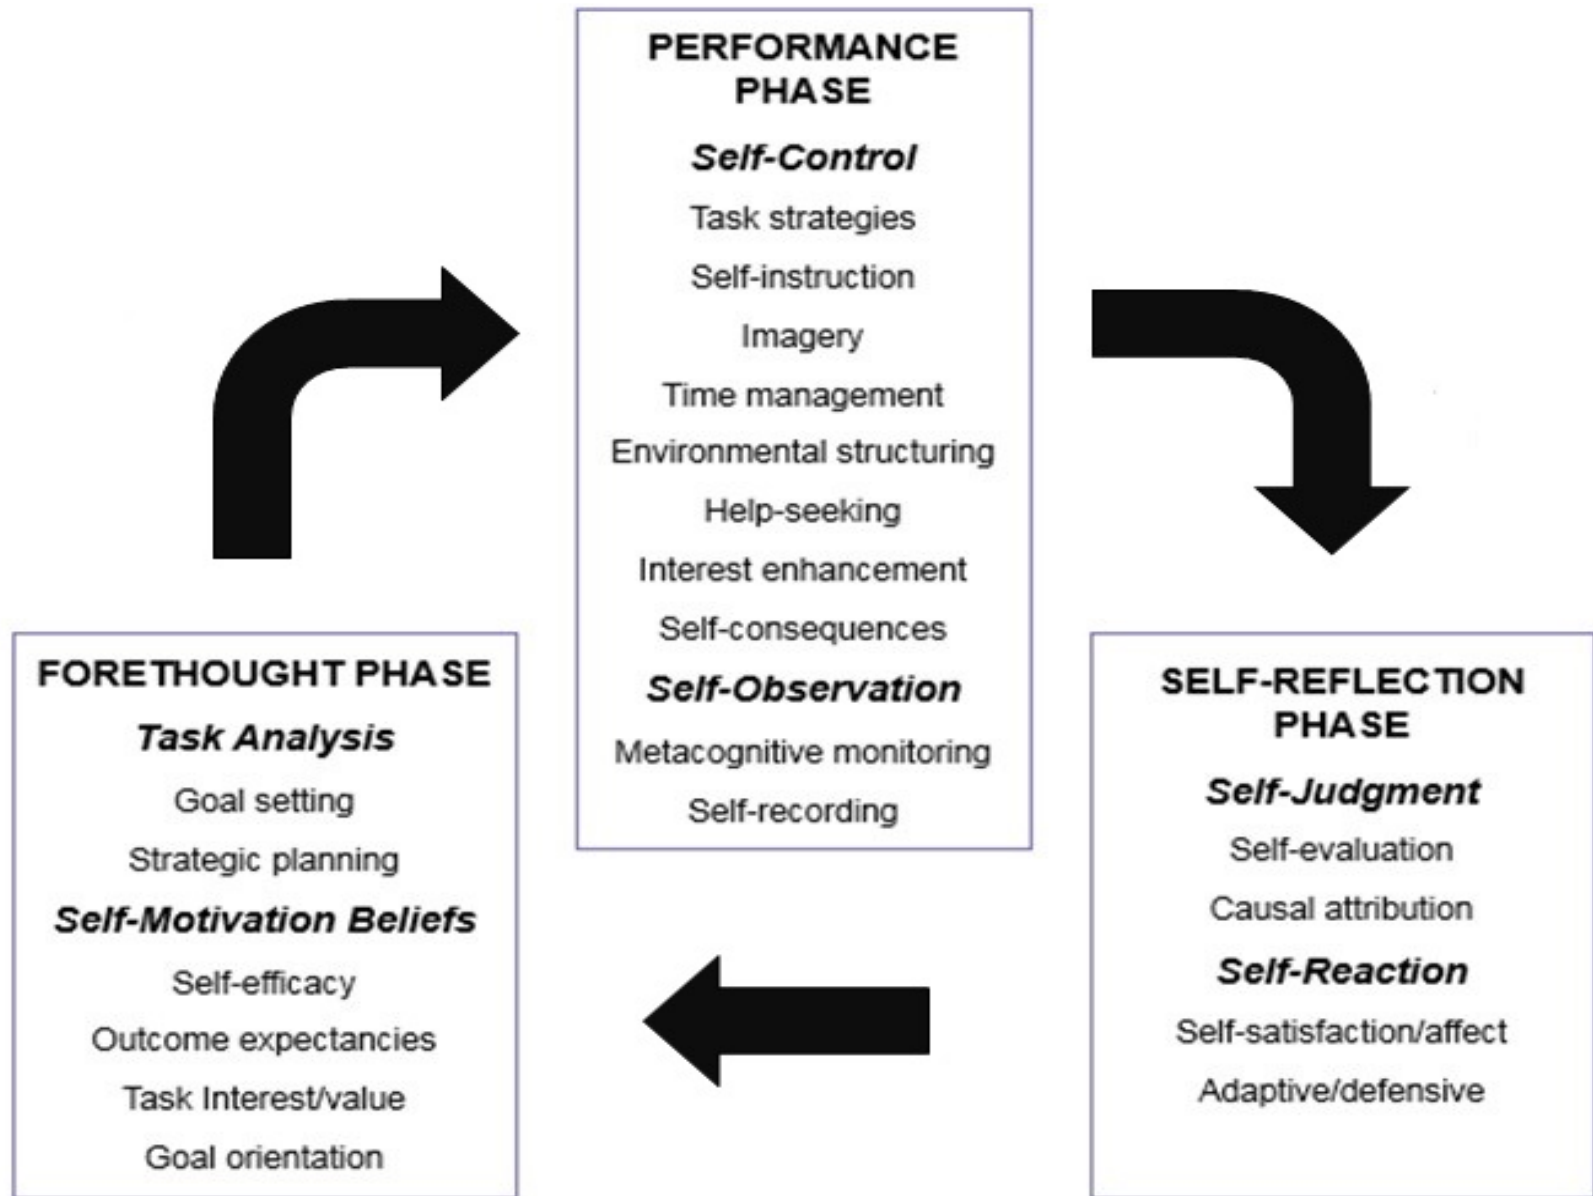 PERFORMANCE
PHASE
Self-Control
Task strategies
Self-instruction
Imagery
Time management
Environmental structuring
Help-seeking
Interest enhancement
Self-consequences
Self-Observation
Metacognitive monitoring
Self-recording
FORETHOUGHT PHASE
Task Analysis
Goal setting
Strategic planning
Self-Motivation Beliefs
Self-efficacy
Outcome expectancies
Task Interest/value
Goal orientation
SELF-REFLECTION
PHASE
Self-Judgment
Self-evaluation
Causal attribution
Self-Reaction
Self-satisfaction/affect
Adaptive/defensive